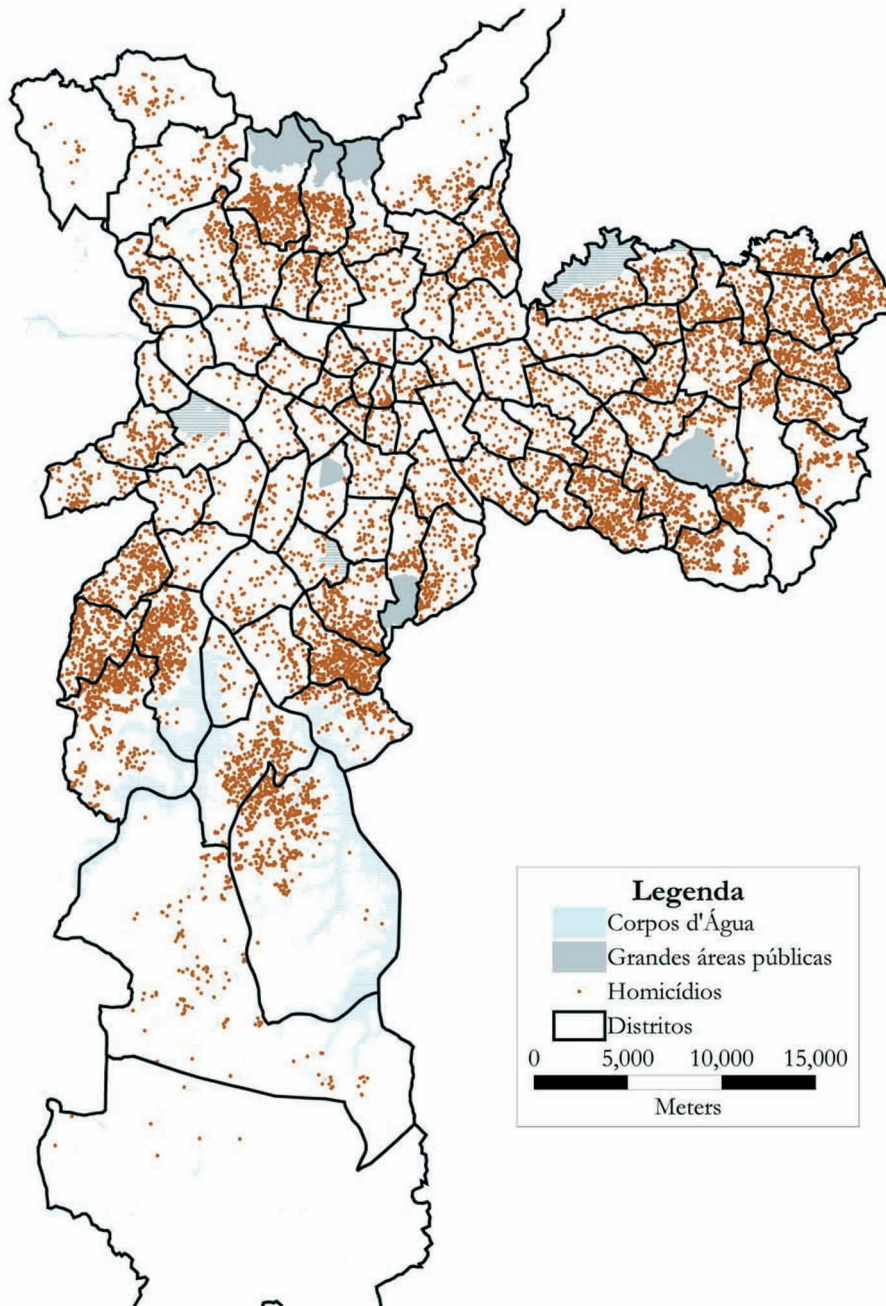 Legenda
Corpos d'Água
Grandes áreas públicas
Homicídios
Distritos
0 5,000 10,000 15,000
Meters